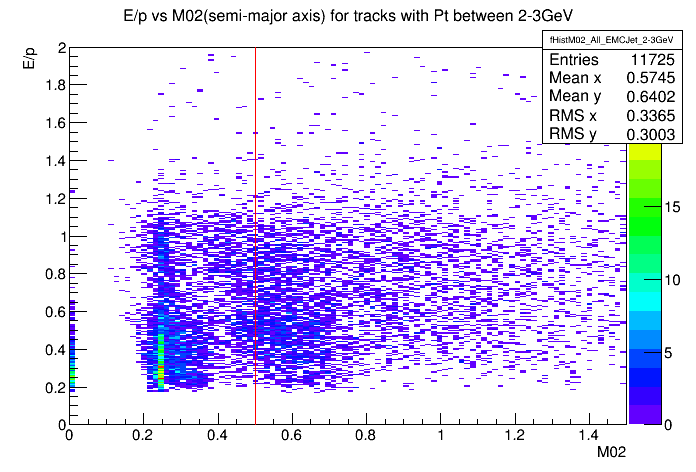 E/p vs M02(semi-major axis) for tracks with Pt between 2-3GeV
fHistM02_All_EMCJet_2-3GeV
Entries 11725
Mean x 0.5745
Mean y 0.6402
RMS x 0.3365
RMS y 0.3003
E/p
2
1.8
1.6
1.4
1.2
1
0.8
0.6
0.4
0.2
0
15
10
5
0
0 0.2 0.4 0.6 0.8 1 1.2 1.4
M02